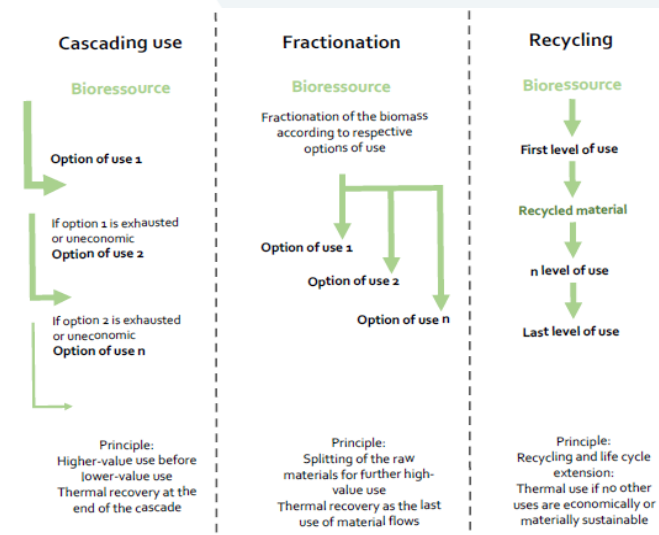 Cascading use
Bioressource
Option of use 1
If option 1 is exhausted
or uneconomic
Option of use 2
If option 2 is exhausted
or uneconomic
Option of use n
Principle:
Higher-value use before
lower-value use
Thermal recovery at the
end of the cascade
Fractionation
Bioressource
Fractionation of the biomass
according to respective
options of use
Option of use 1
Option of use 2
Option of use n
Principle:
Splitting of the raw
materials for further high-
value use
Thermal recovery as the last
use of material flows
Recycling
Bioressource
First level of use
Recycled material
n level of use
Last level of use
Principle:
Recycling and life cycle
extension:
Thermal use if no other
uses are economically or
materially sustainable